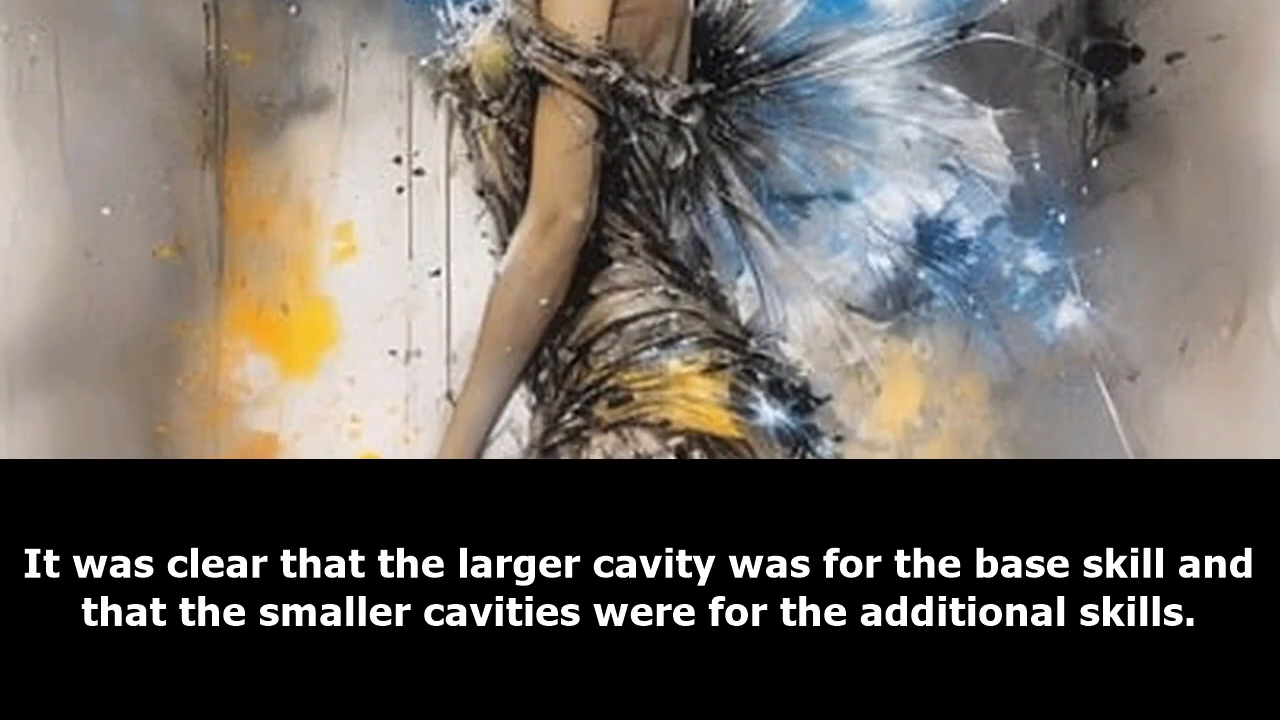 It was clear that the larger cavity was for the base skill and
that the smaller cavities were for the additional skills.